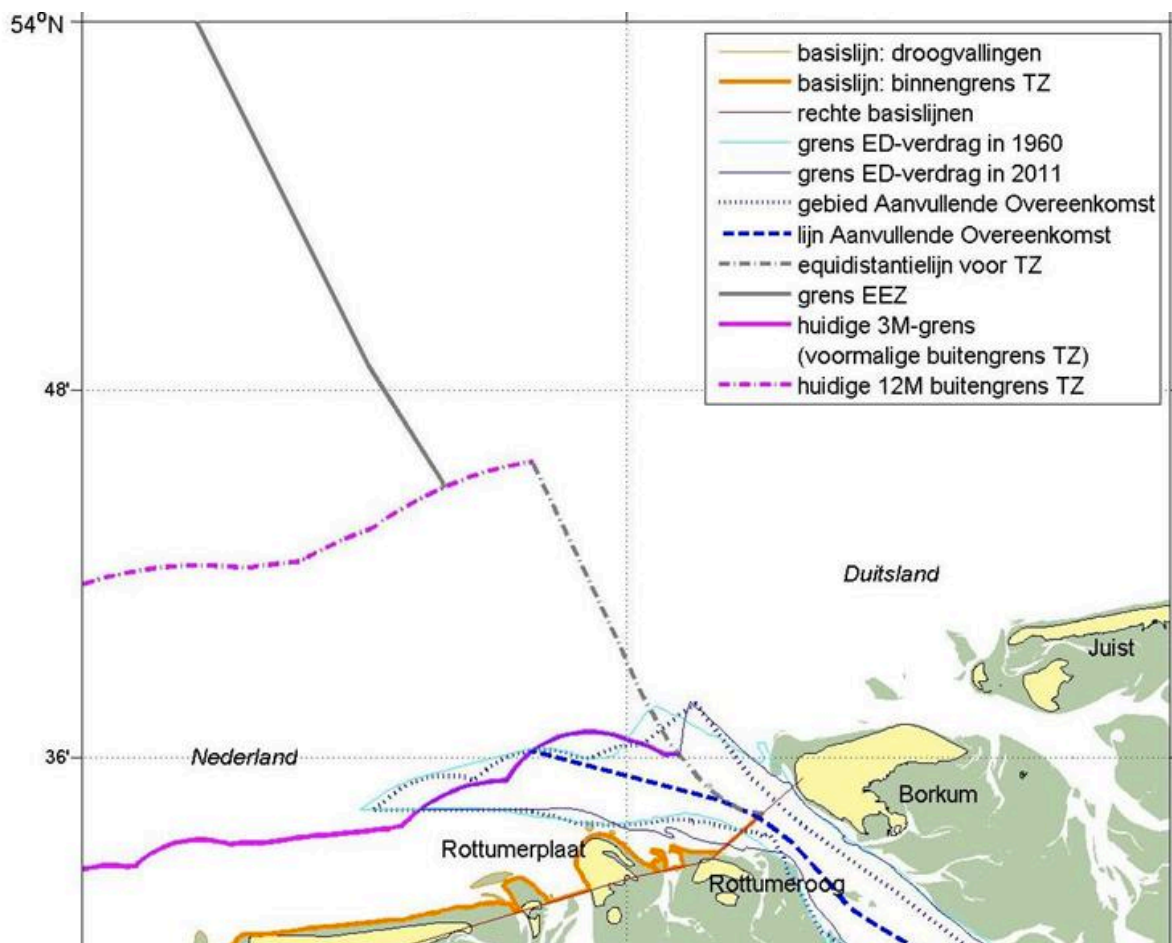 54°N
basislijn: droogvallingen
basislijn: binnengrens TZ
rechte basislijnen
grens ED-verdrag in 1960
grens ED-verdrag in 2011
gebied Aanvullende Overeenkomst
lijn Aanvullende Overeenkomst
equidistantielijn voor TZ
grens EEZ
huidige 3M-grens
(voormalige buitengrens TZ)
huidige 12M buitengrens TZ
48'
Duitsland
Juist
36'
Nederland
Borkum
Rottumerplaat
Rottumeroog